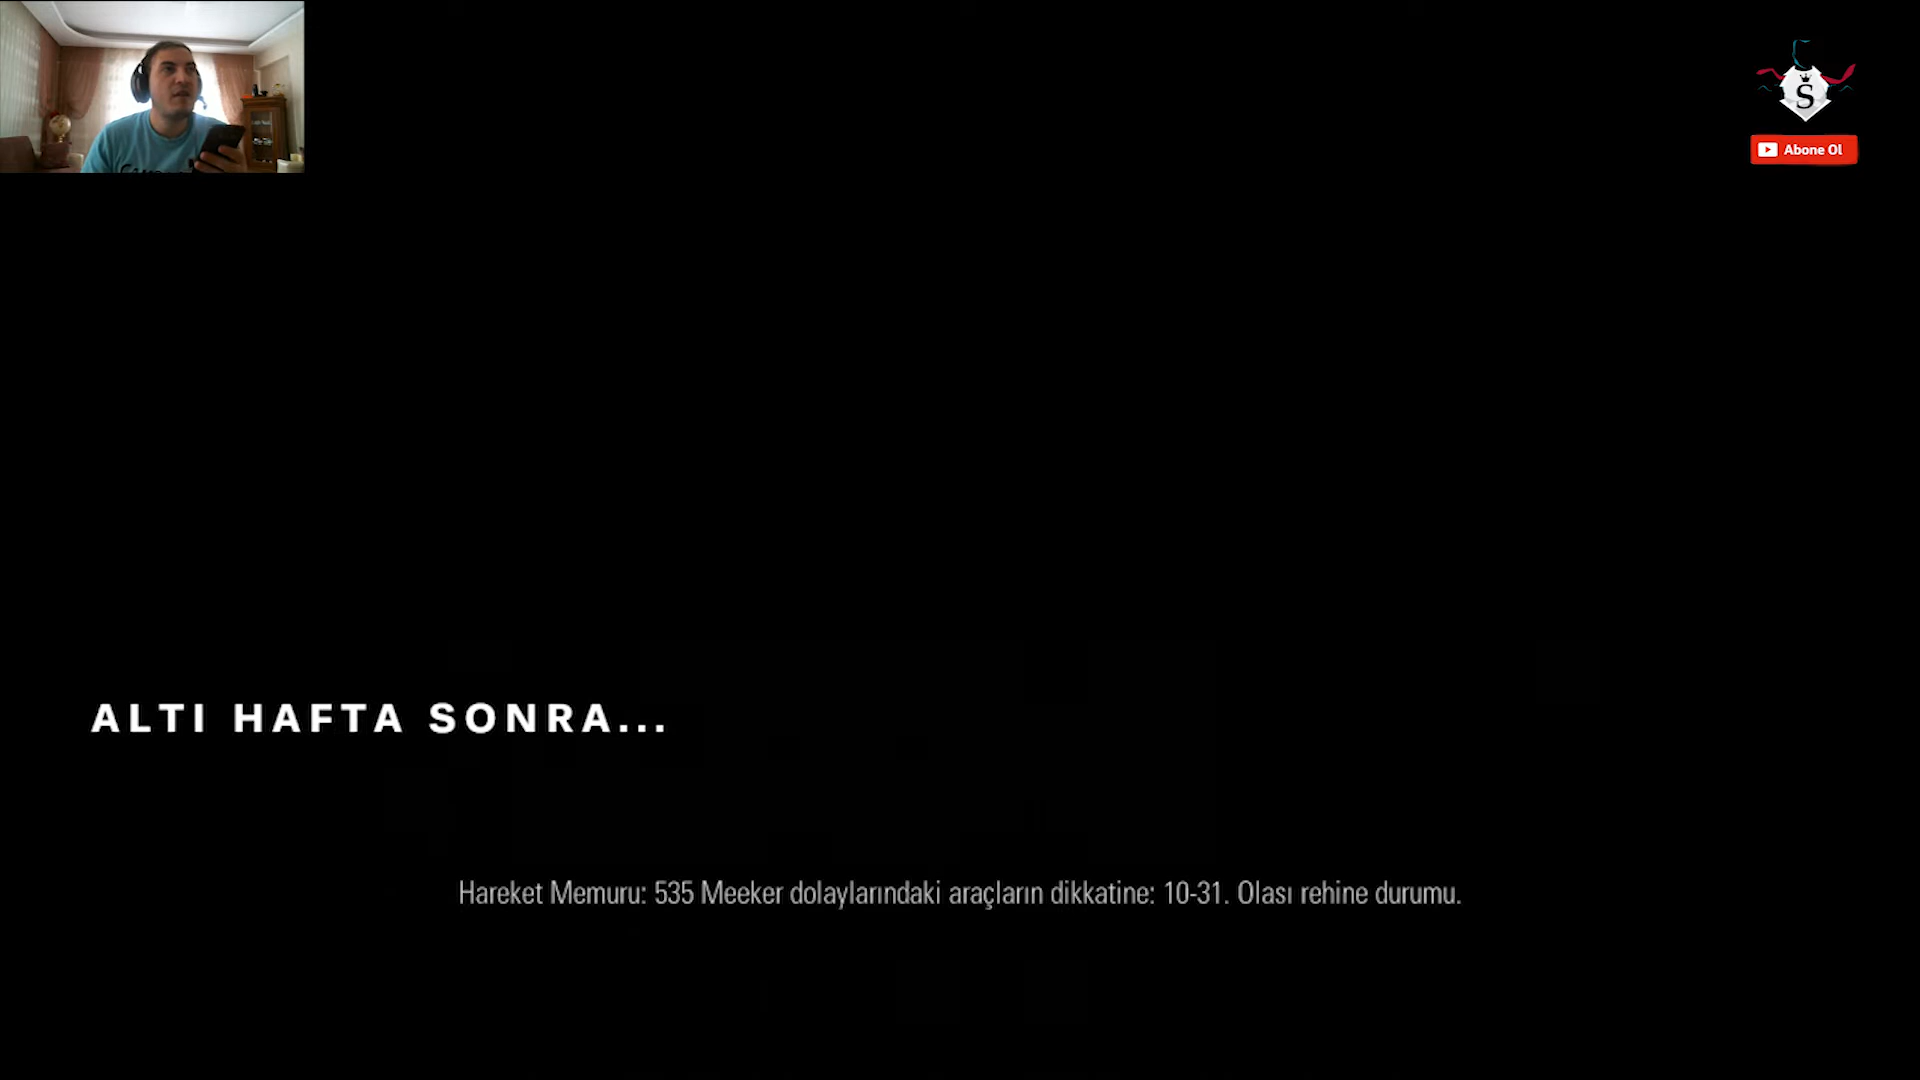 S
Abone Ol
ALTI HAFTA SONRA...
Hareket Memuru: 535 Meeker dolaylarındaki araçların dikkatine: 10-31. Olası rehine durumu.